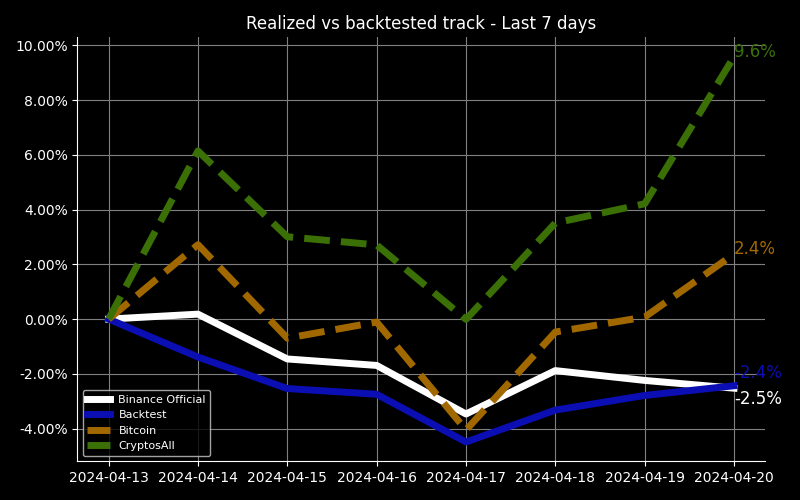 Realized vs backtested track - Last 7 days
10.00%
8.00%
6.00%
4.00%
2.00%
0.00%
-2.00%
-4.00%
9.6%
2.4%
-2.4%
-2.5%
Binance Official
Backtest
Bitcoin
CryptosAll
2024-04-13 2024-04-14 2024-04-15 2024-04-16 2024-04-17 2024-04-18 2024-04-19 2024-04-20